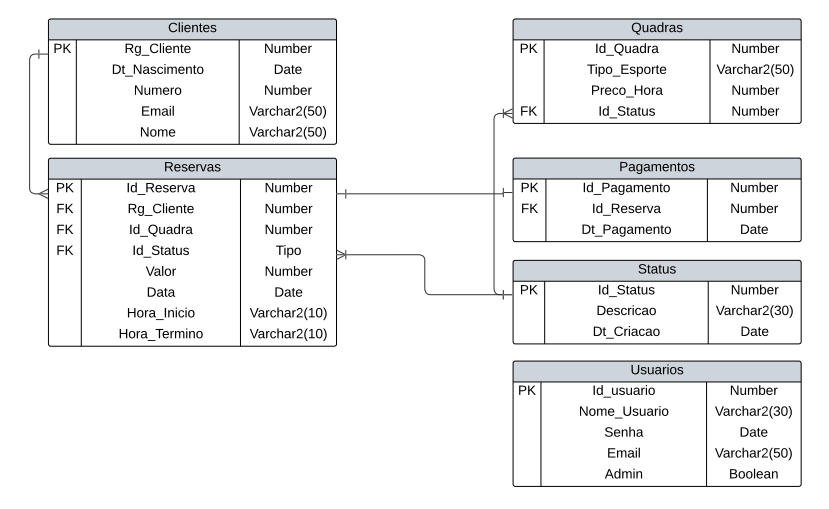 Clientes
PK Rg_Cliente Number
Dt_Nascimento Date
Numero Number
Email Varchar2(50)
Nome Varchar2(50)
Reservas
PK Id_Reserva Number
FK Rg_Cliente Number
FK Id_Quadra Number
FK Id_Status Tipo
Valor Number
Data Date
Hora_Inicio Varchar2(10)
Hora_Termino Varchar2(10)
Quadras
PK Id_Quadra Number
Tipo_Esporte Varchar2(50)
Preco_Hora Number
FK Id_Status Number
Pagamentos
PK Id_Pagamento Number
FK Id_Reserva Number
Dt_Pagamento Date
Status
PK Id_Status Number
Descricao Varchar2(30)
Dt_Criacao Date
Usuarios
PK Id_usuario Number
Nome_Usuario Varchar2(30)
Senha Date
Email Varchar2(50)
Admin Boolean